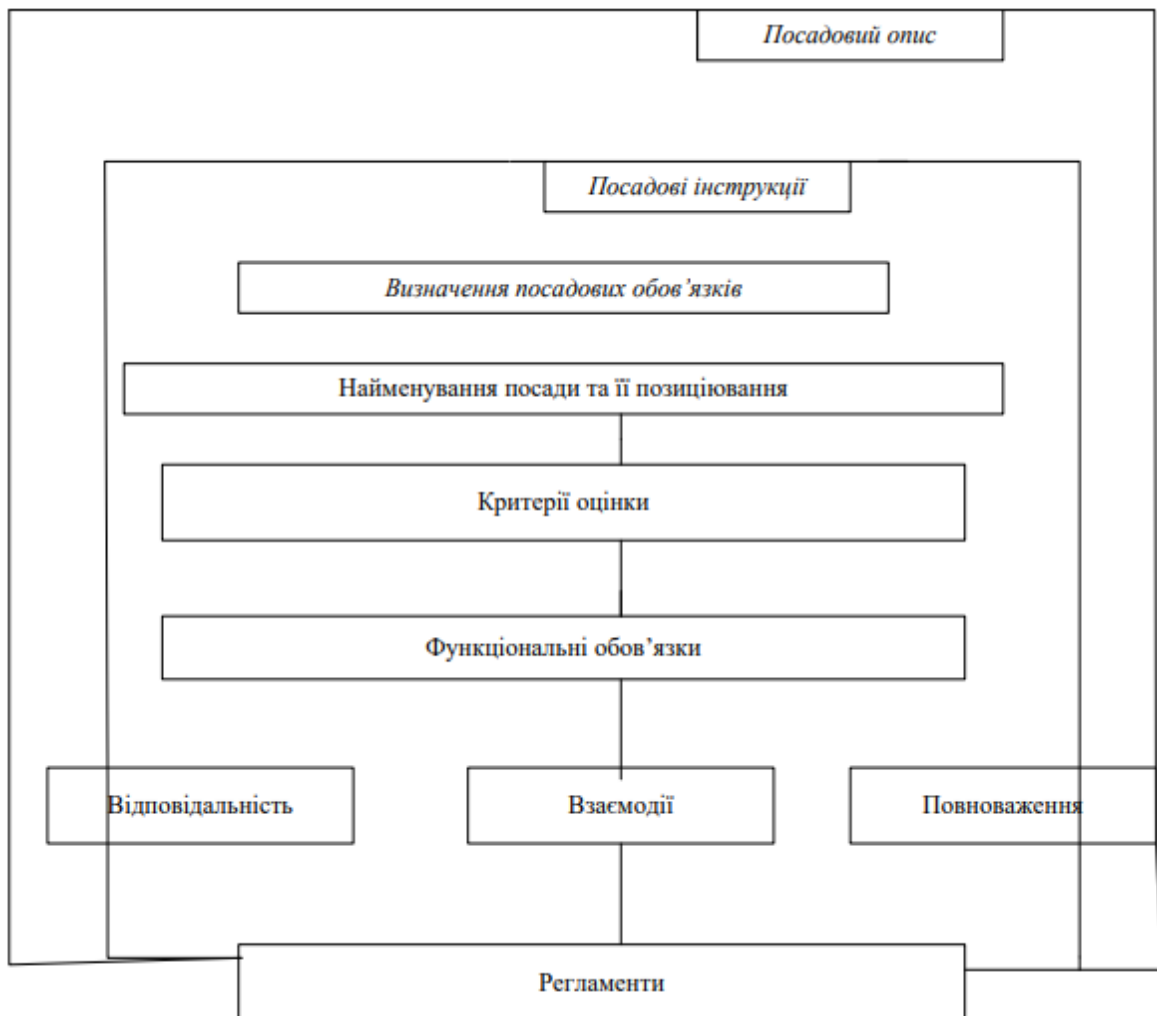 Посадовий опис
Посадові інструкції
Визначення посадових обов’язків
Найменування посади та її позиціювання
Критерії оцінки
Функціональні обов’язки
Відповідальність
Взаємодії
Повноваження
Регламенти